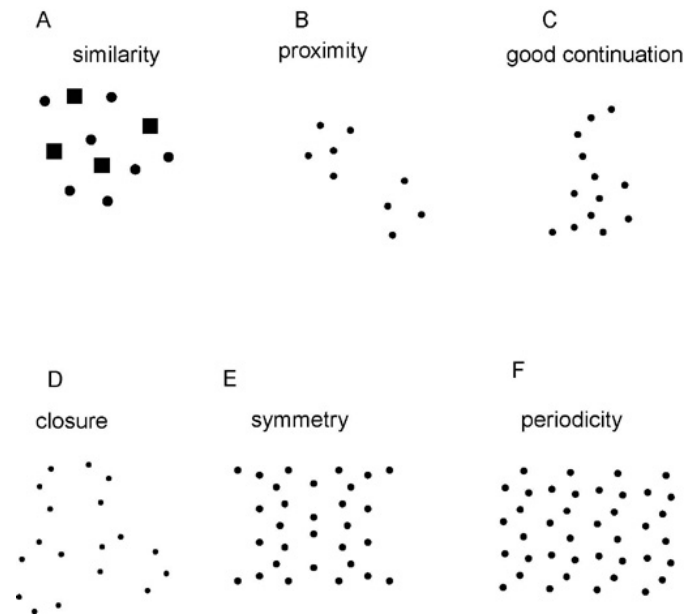 A
similarity
B
proximity
C
good continuation
D
closure
E
symmetry
F
periodicity